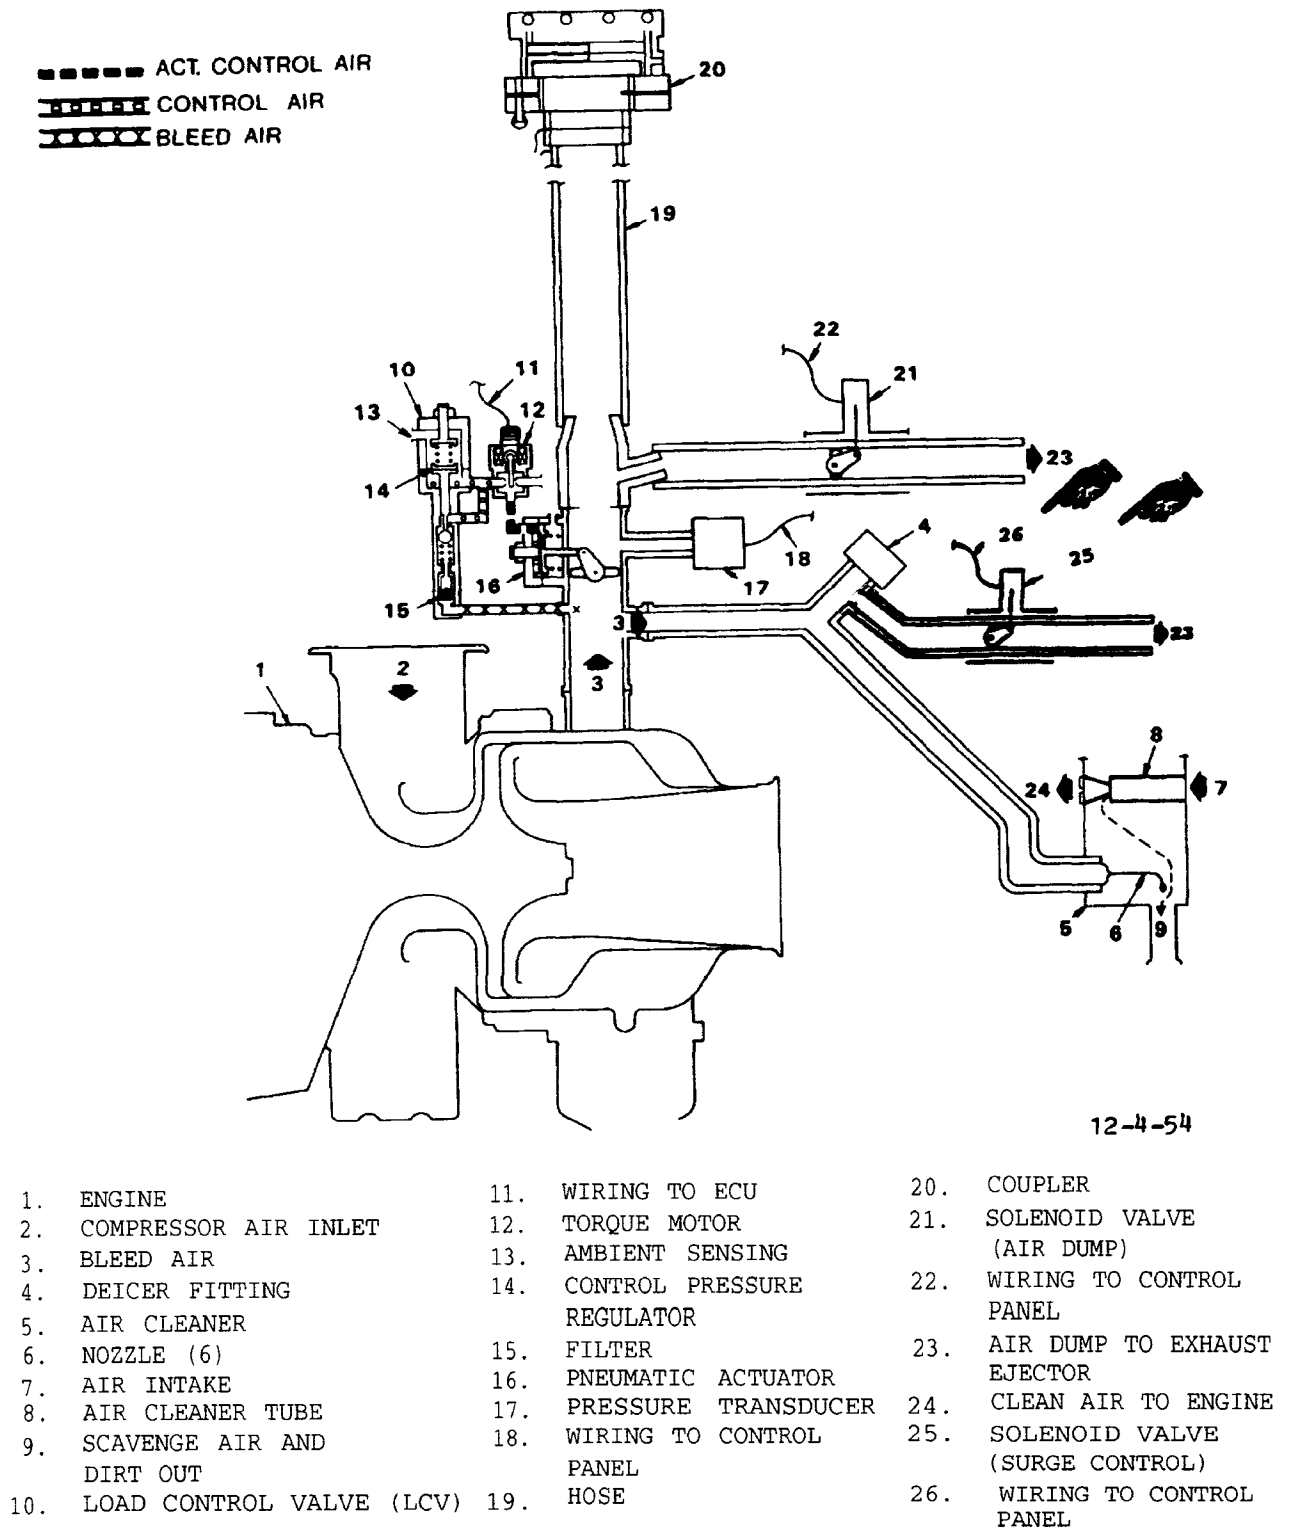 ACT. CONTROL AIR
CONTROL AIR
BLEED AIR
20
19
22
21
10
11
12
13
23
14
4
26
25
18
16
17
15
3
23
1
2
3
8
24
7
5
6
9
12-4-54
1. ENGINE
2. COMPRESSOR AIR INLET
3. BLEED AIR
4. DEICER FITTING
5. AIR CLEANER
6. NOZZLE (6)
7. AIR INTAKE
8. AIR CLEANER TUBE
9. SCAVENGE AIR AND
DIRT OUT
10. LOAD CONTROL VALVE (LCV)
11. WIRING TO ECU
12. TORQUE MOTOR
13. AMBIENT SENSING
14. CONTROL PRESSURE
REGULATOR
15. FILTER
16. PNEUMATIC ACTUATOR
17. PRESSURE TRANSDUCER
18. WIRING TO CONTROL
PANEL
19. HOSE
20. COUPLER
21. SOLENOID VALVE
(AIR DUMP)
22. WIRING TO CONTROL
PANEL
23. AIR DUMP TO EXHAUST
EJECTOR
24. CLEAN AIR TO ENGINE
25. SOLENOID VALVE
(SURGE CONTROL)
26. WIRING TO CONTROL
PANEL